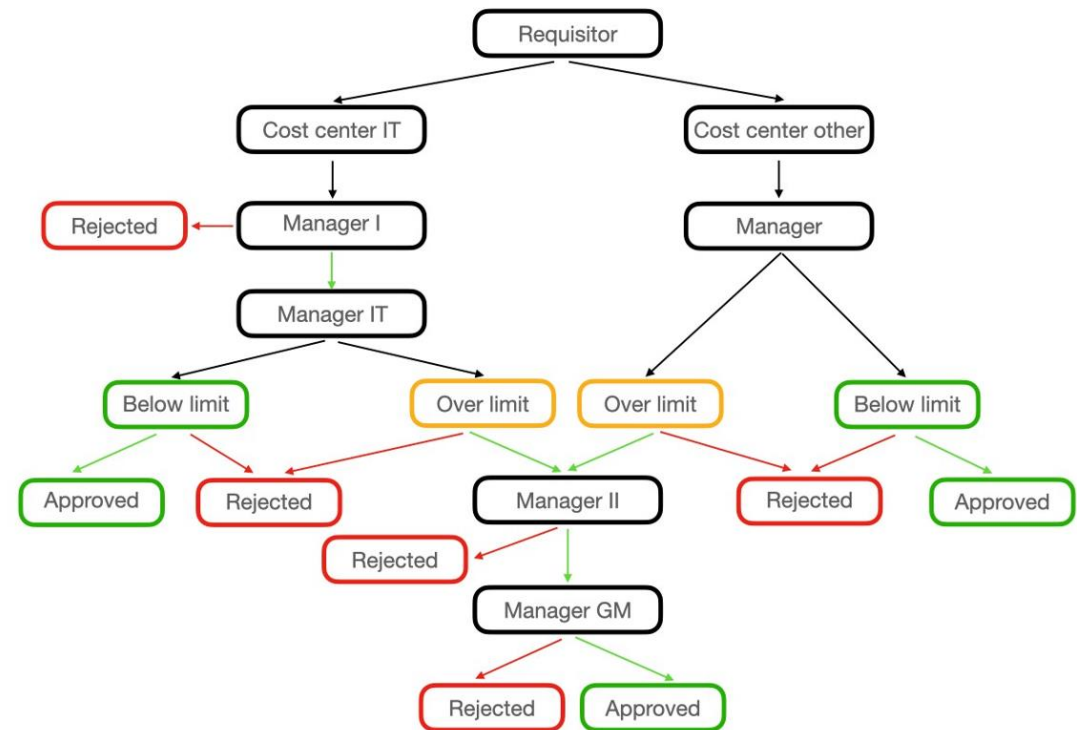 Requisitor
Cost center IT
Cost center other
Rejected
Manager I
Manager
Manager IT
Below limit
Over limit
Over limit
Below limit
Approved
Rejected
Manager II
Rejected
Approved
Rejected
Manager GM
Rejected
Approved